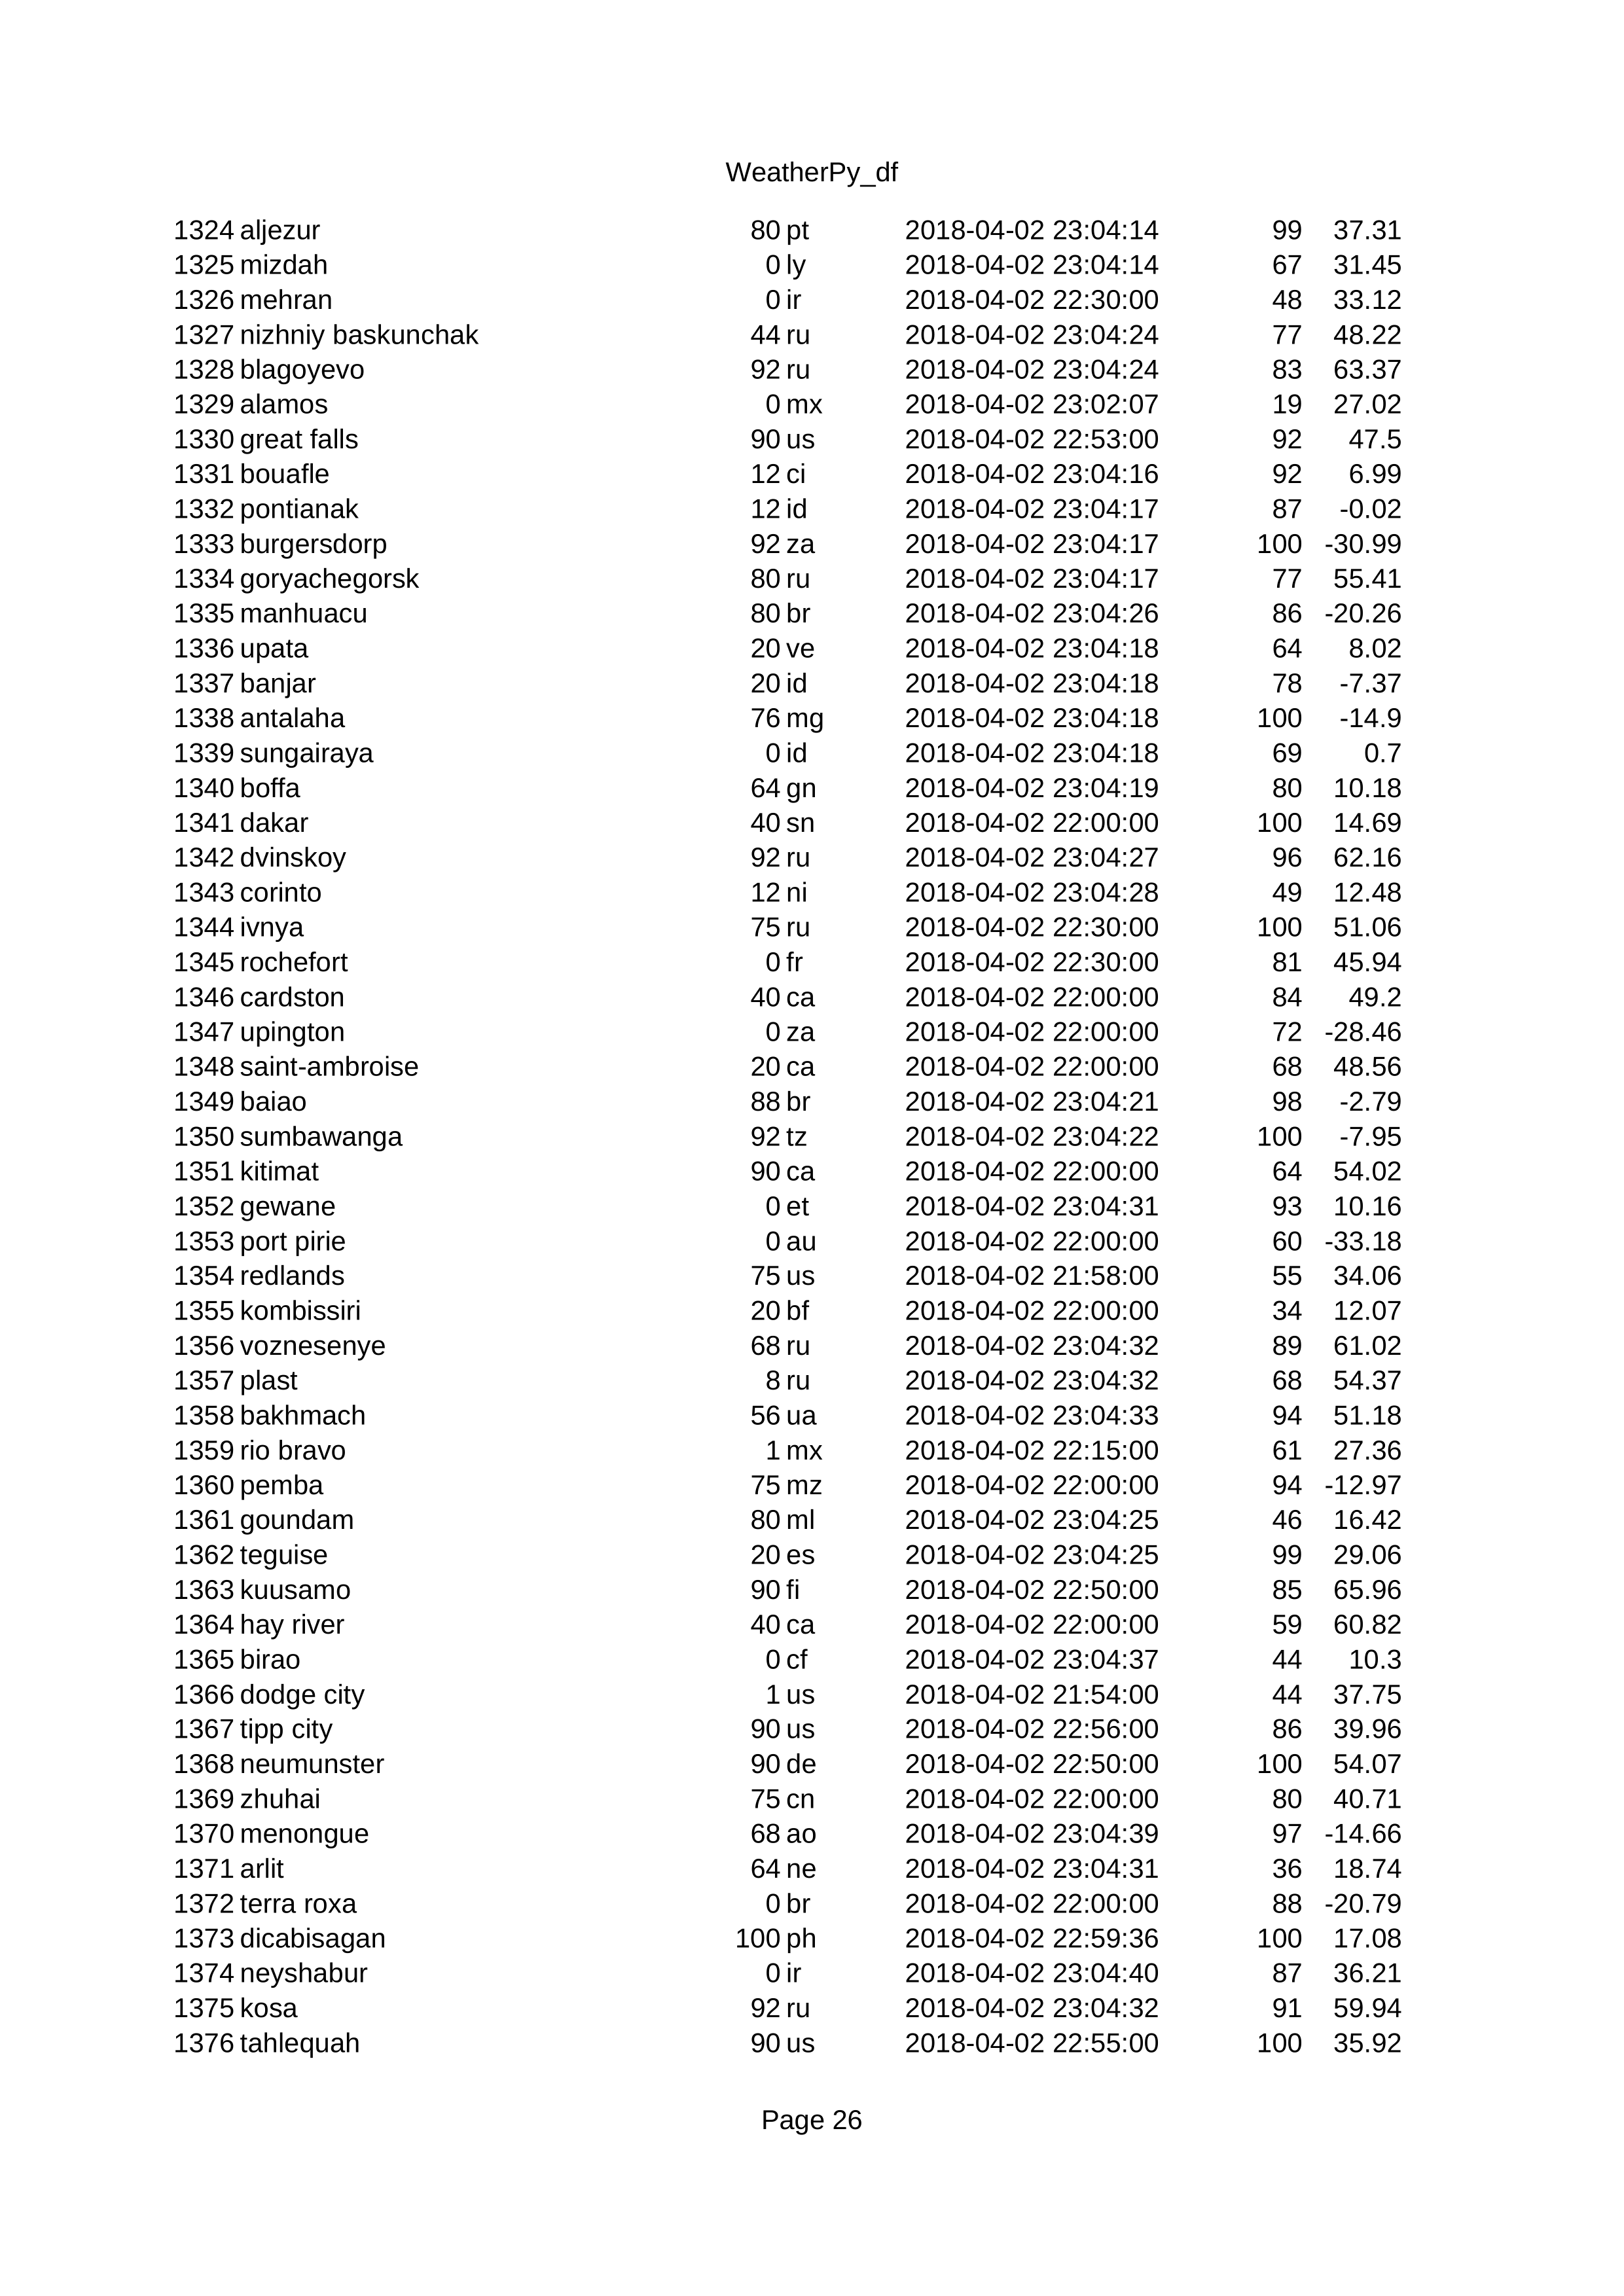 WeatherPy_df
1324 aljezur 80 pt 2018-04-02 23:04:14 99 37.31
1325 mizdah 0 ly 2018-04-02 23:04:14 67 31.45
1326 mehran 0 ir 2018-04-02 22:30:00 48 33.12
1327 nizhniy baskunchak 44 ru 2018-04-02 23:04:24 77 48.22
1328 blagoyevo 92 ru 2018-04-02 23:04:24 83 63.37
1329 alamos 0 mx 2018-04-02 23:02:07 19 27.02
1330 great falls 90 us 2018-04-02 22:53:00 92 47.5
1331 bouafle 12 ci 2018-04-02 23:04:16 92 6.99
1332 pontianak 12 id 2018-04-02 23:04:17 87 -0.02
1333 burgersdorp 92 za 2018-04-02 23:04:17 100 -30.99
1334 goryachegorsk 80 ru 2018-04-02 23:04:17 77 55.41
1335 manhuacu 80 br 2018-04-02 23:04:26 86 -20.26
1336 upata 20 ve 2018-04-02 23:04:18 64 8.02
1337 banjar 20 id 2018-04-02 23:04:18 78 -7.37
1338 antalaha 76 mg 2018-04-02 23:04:18 100 -14.9
1339 sungairaya 0 id 2018-04-02 23:04:18 69 0.7
1340 boffa 64 gn 2018-04-02 23:04:19 80 10.18
1341 dakar 40 sn 2018-04-02 22:00:00 100 14.69
1342 dvinskoy 92 ru 2018-04-02 23:04:27 96 62.16
1343 corinto 12 ni 2018-04-02 23:04:28 49 12.48
1344 ivnya 75 ru 2018-04-02 22:30:00 100 51.06
1345 rochefort 0 fr 2018-04-02 22:30:00 81 45.94
1346 cardston 40 ca 2018-04-02 22:00:00 84 49.2
1347 upington 0 za 2018-04-02 22:00:00 72 -28.46
1348 saint-ambroise 20 ca 2018-04-02 22:00:00 68 48.56
1349 baiao 88 br 2018-04-02 23:04:21 98 -2.79
1350 sumbawanga 92 tz 2018-04-02 23:04:22 100 -7.95
1351 kitimat 90 ca 2018-04-02 22:00:00 64 54.02
1352 gewane 0 et 2018-04-02 23:04:31 93 10.16
1353 port pirie 0 au 2018-04-02 22:00:00 60 -33.18
1354 redlands 75 us 2018-04-02 21:58:00 55 34.06
1355 kombissiri 20 bf 2018-04-02 22:00:00 34 12.07
1356 voznesenye 68 ru 2018-04-02 23:04:32 89 61.02
1357 plast 8 ru 2018-04-02 23:04:32 68 54.37
1358 bakhmach 56 ua 2018-04-02 23:04:33 94 51.18
1359 rio bravo 1 mx 2018-04-02 22:15:00 61 27.36
1360 pemba 75 mz 2018-04-02 22:00:00 94 -12.97
1361 goundam 80 ml 2018-04-02 23:04:25 46 16.42
1362 teguise 20 es 2018-04-02 23:04:25 99 29.06
1363 kuusamo 90 fi 2018-04-02 22:50:00 85 65.96
1364 hay river 40 ca 2018-04-02 22:00:00 59 60.82
1365 birao 0 cf 2018-04-02 23:04:37 44 10.3
1366 dodge city 1 us 2018-04-02 21:54:00 44 37.75
1367 tipp city 90 us 2018-04-02 22:56:00 86 39.96
1368 neumunster 90 de 2018-04-02 22:50:00 100 54.07
1369 zhuhai 75 cn 2018-04-02 22:00:00 80 40.71
1370 menongue 68 ao 2018-04-02 23:04:39 97 -14.66
1371 arlit 64 ne 2018-04-02 23:04:31 36 18.74
1372 terra roxa 0 br 2018-04-02 22:00:00 88 -20.79
1373 dicabisagan 100 ph 2018-04-02 22:59:36 100 17.08
1374 neyshabur 0 ir 2018-04-02 23:04:40 87 36.21
1375 kosa 92 ru 2018-04-02 23:04:32 91 59.94
1376 tahlequah 90 us 2018-04-02 22:55:00 100 35.92
Page 26